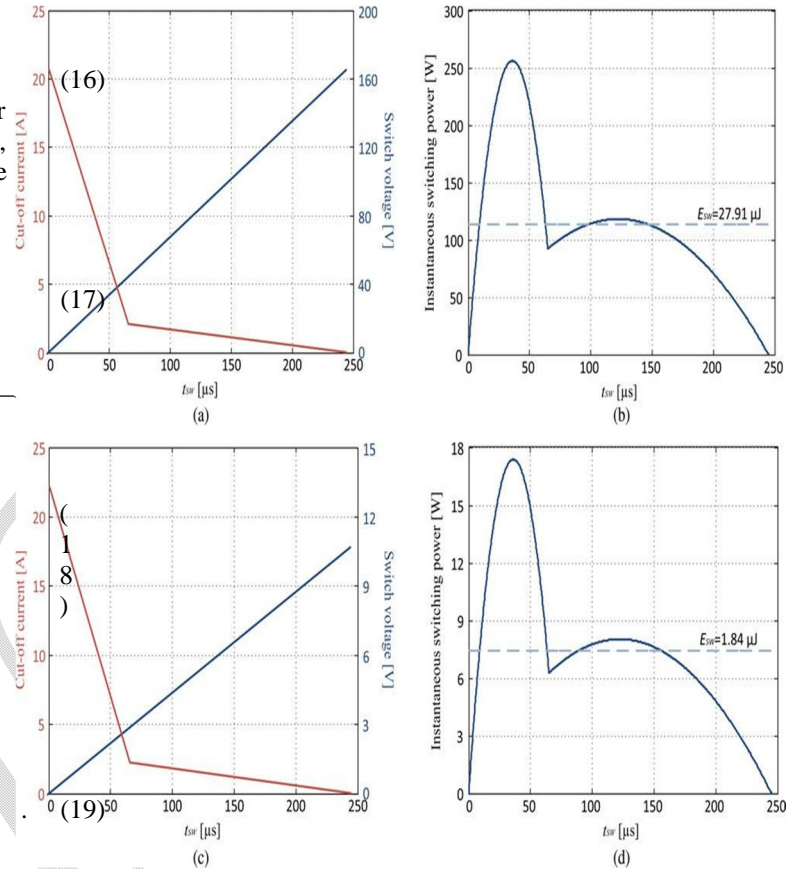 r
,
e
(16)
(17)
25
20
15
10
5
0
Cut-off current [A]
200
160
120
80
40
0
Switch voltage [V]
0 50 100 150 200 250
tsw [µs]
(a)
300
250
200
150
100
50
0
Instantaneous switching power [W]
Esw=27.91 µJ
0 50 100 150 200 250
tsw [µs]
(b)
25
20
15
10
5
0
Cut-off current [A]
(
1
8
)
15
12
9
6
3
0
Switch voltage [V]
. (19)
50 100 150 200 250
tsw [µs]
(c)
18
15
12
9
6
3
0
Instantaneous switching power [W]
Esw=1.84 µJ
0 50 100 150 200 250
tsw [µs]
(d)